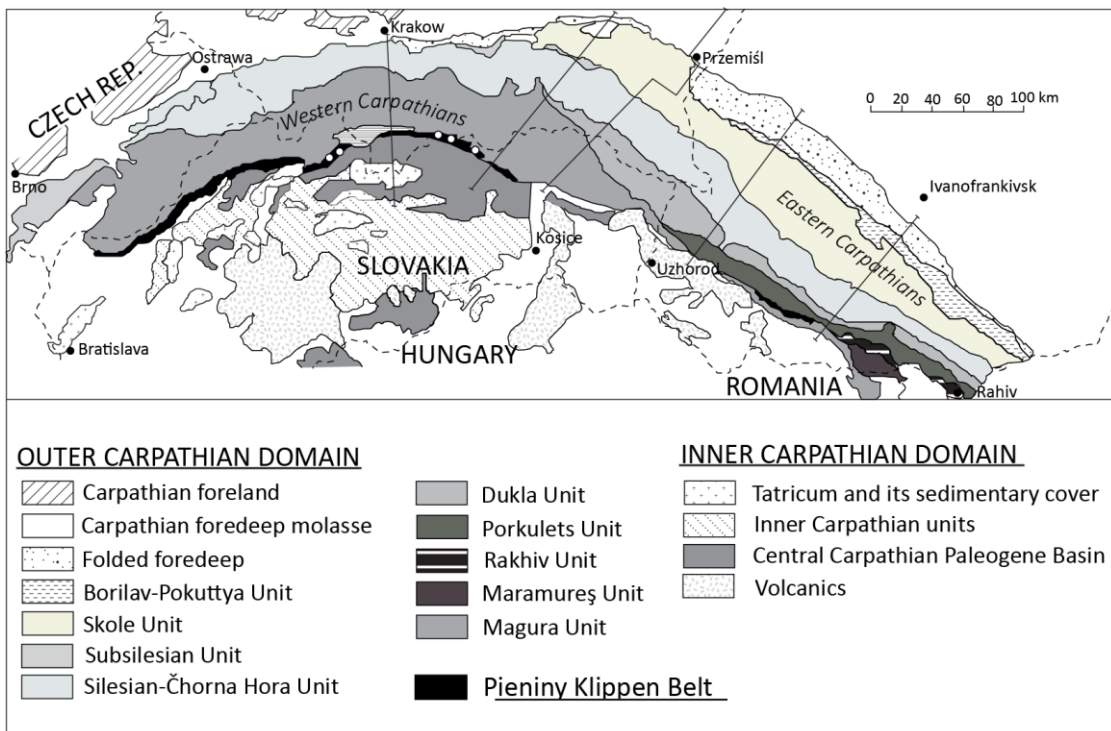 Krakow
Ostrawa
Przemiśl
CZECH REP.
Western Carpathians
0 20 40 60 80 100 km
Brno
Ivanofrankivsk
Eastern Carpathians
Košice
SLOVAKIA
Uzhorod
Bratislava
HUNGARY
ROMANIA
Rahiv
OUTER CARPATHIAN DOMAIN
Carpathian foreland
Carpathian foredeep molasse
Folded foredeep
Borilav-Pokuttya Unit
Skole Unit
Subsilesian Unit
Silesian-Čhorna Hora Unit
Dukla Unit
Porkulets Unit
Rakhiv Unit
Maramureş Unit
Magura Unit
Pieniny Klippen Belt
INNER CARPATHIAN DOMAIN
Tatricum and its sedimentary cover
Inner Carpathian units
Central Carpathian Paleogene Basin
Volcanics